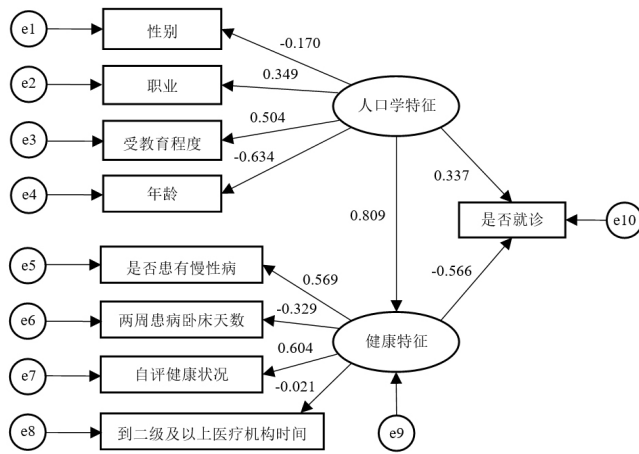 e1
性别
-0.170
e2
职业
0.349
人口学特征
e3
受教育程度
0.504
e4
年龄
-0.634
0.337
0.809
是否就诊
e10
e5
是否患有慢性病
0.569
-0.566
e6
两周患病卧床天数
-0.329
健康特征
e7
自评健康状况
0.604
-0.021
e8
到二级及以上医疗机构时间
e9